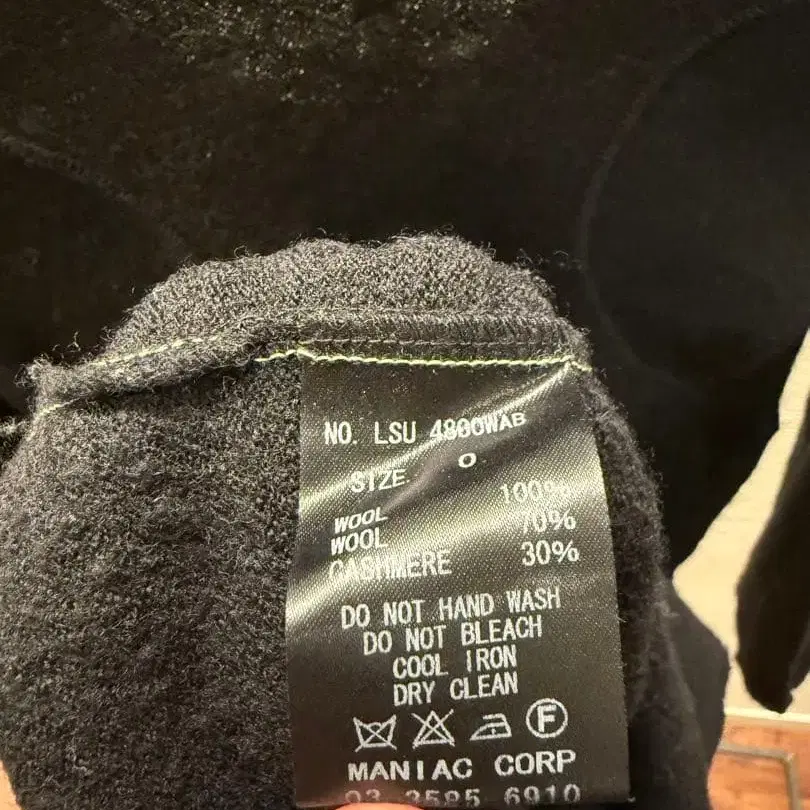 NO. LSU 4800WAB
SIZE 0
WOOL 100%
WOOL 70%
CASHMERE 30%
DO NOT HAND WASH
DO NOT BLEACH
COOL IRON
DRY CLEAN
F
MANIAC CORP
03 3585 6910